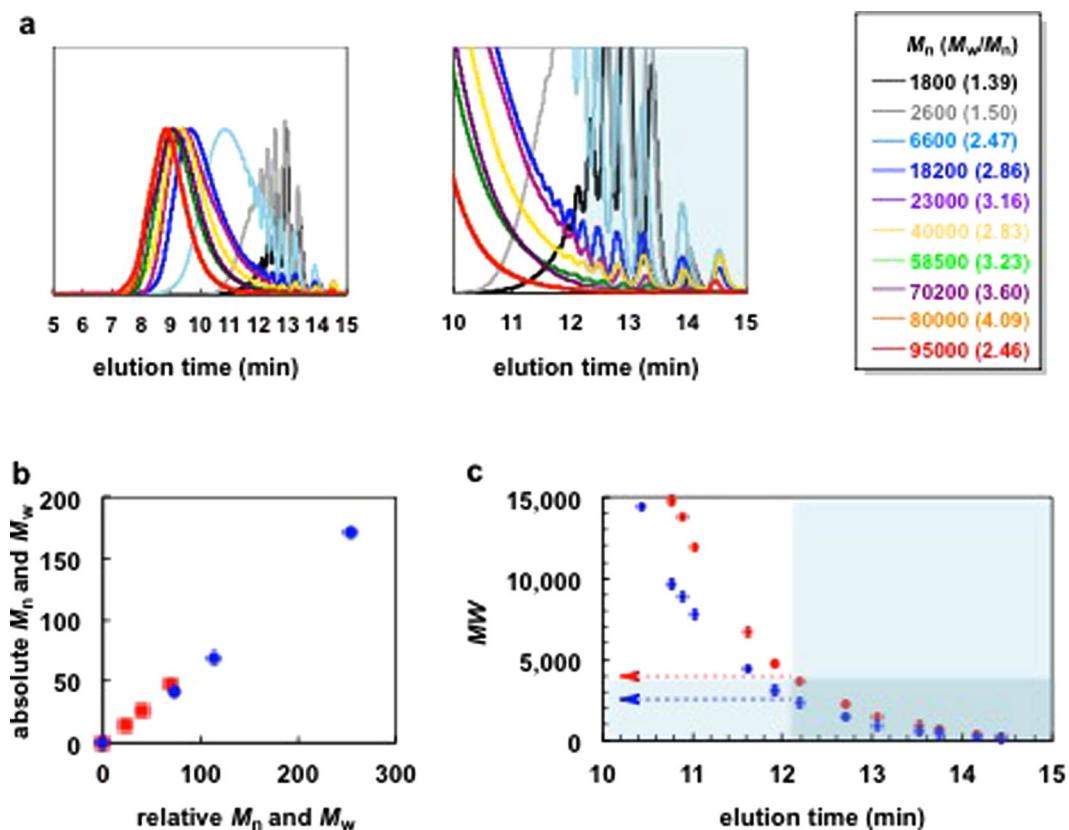 a
5 6 7 8 9 10 11 12 13 14 15
elution time (min)
10 11 12 13 14 15
elution time (min)
Mn (Mw/Mn)
1800 (1.39)
2600 (1.50)
6600 (2.47)
18200 (2.86)
23000 (3.16)
40000 (2.83)
58500 (3.23)
70200 (3.60)
80000 (4.09)
95000 (2.46)
b
absolute Mn and Mw
200
150
100
50
0
0 100 200 300
relative Mn and Mw
c
MW
15,000
10,000
5,000
0
10 11 12 13 14 15
elution time (min)